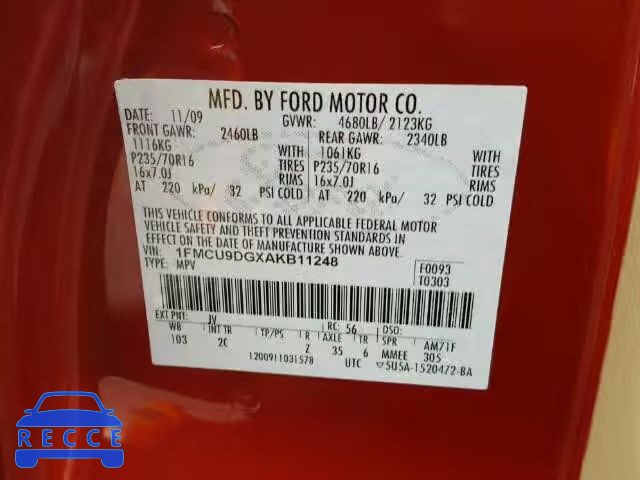 MFD. BY FORD MOTOR CO.
DATE: 11/09 GVWR: 4680LB/ 2123KG
FRONT GAWR: 2460LB REAR GAWR: 2340LB
1116KG WITH 1061KG WITH
P235/70R16 TIRES P235/70R16 TIRES
16x7.0J RIMS 16x7.0J RIMS
AT 220 kPa/ 32 PSI COLD AT 220 kPa/ 32 PSI COLD
THIS VEHICLE CONFORMS TO ALL APPLICABLE FEDERAL MOTOR
VEHICLE SAFETY AND THEFT PREVENTION STANDARDS IN EFFECT
ON THE DATE OF MANUFACTURE SHOWN ABOVE.
VIN: 1FMCU9DGXAKB11248 F0093
TYPE: MPV T0303
EXT PNT: JV RC: 56 DSO:
WB INT TR TP/PS R AXLE TR SPR AM71F
103 2C Z 35 6 MMEE 305
1200911031578 UTC 5U5A-1520472-BA
RECCE